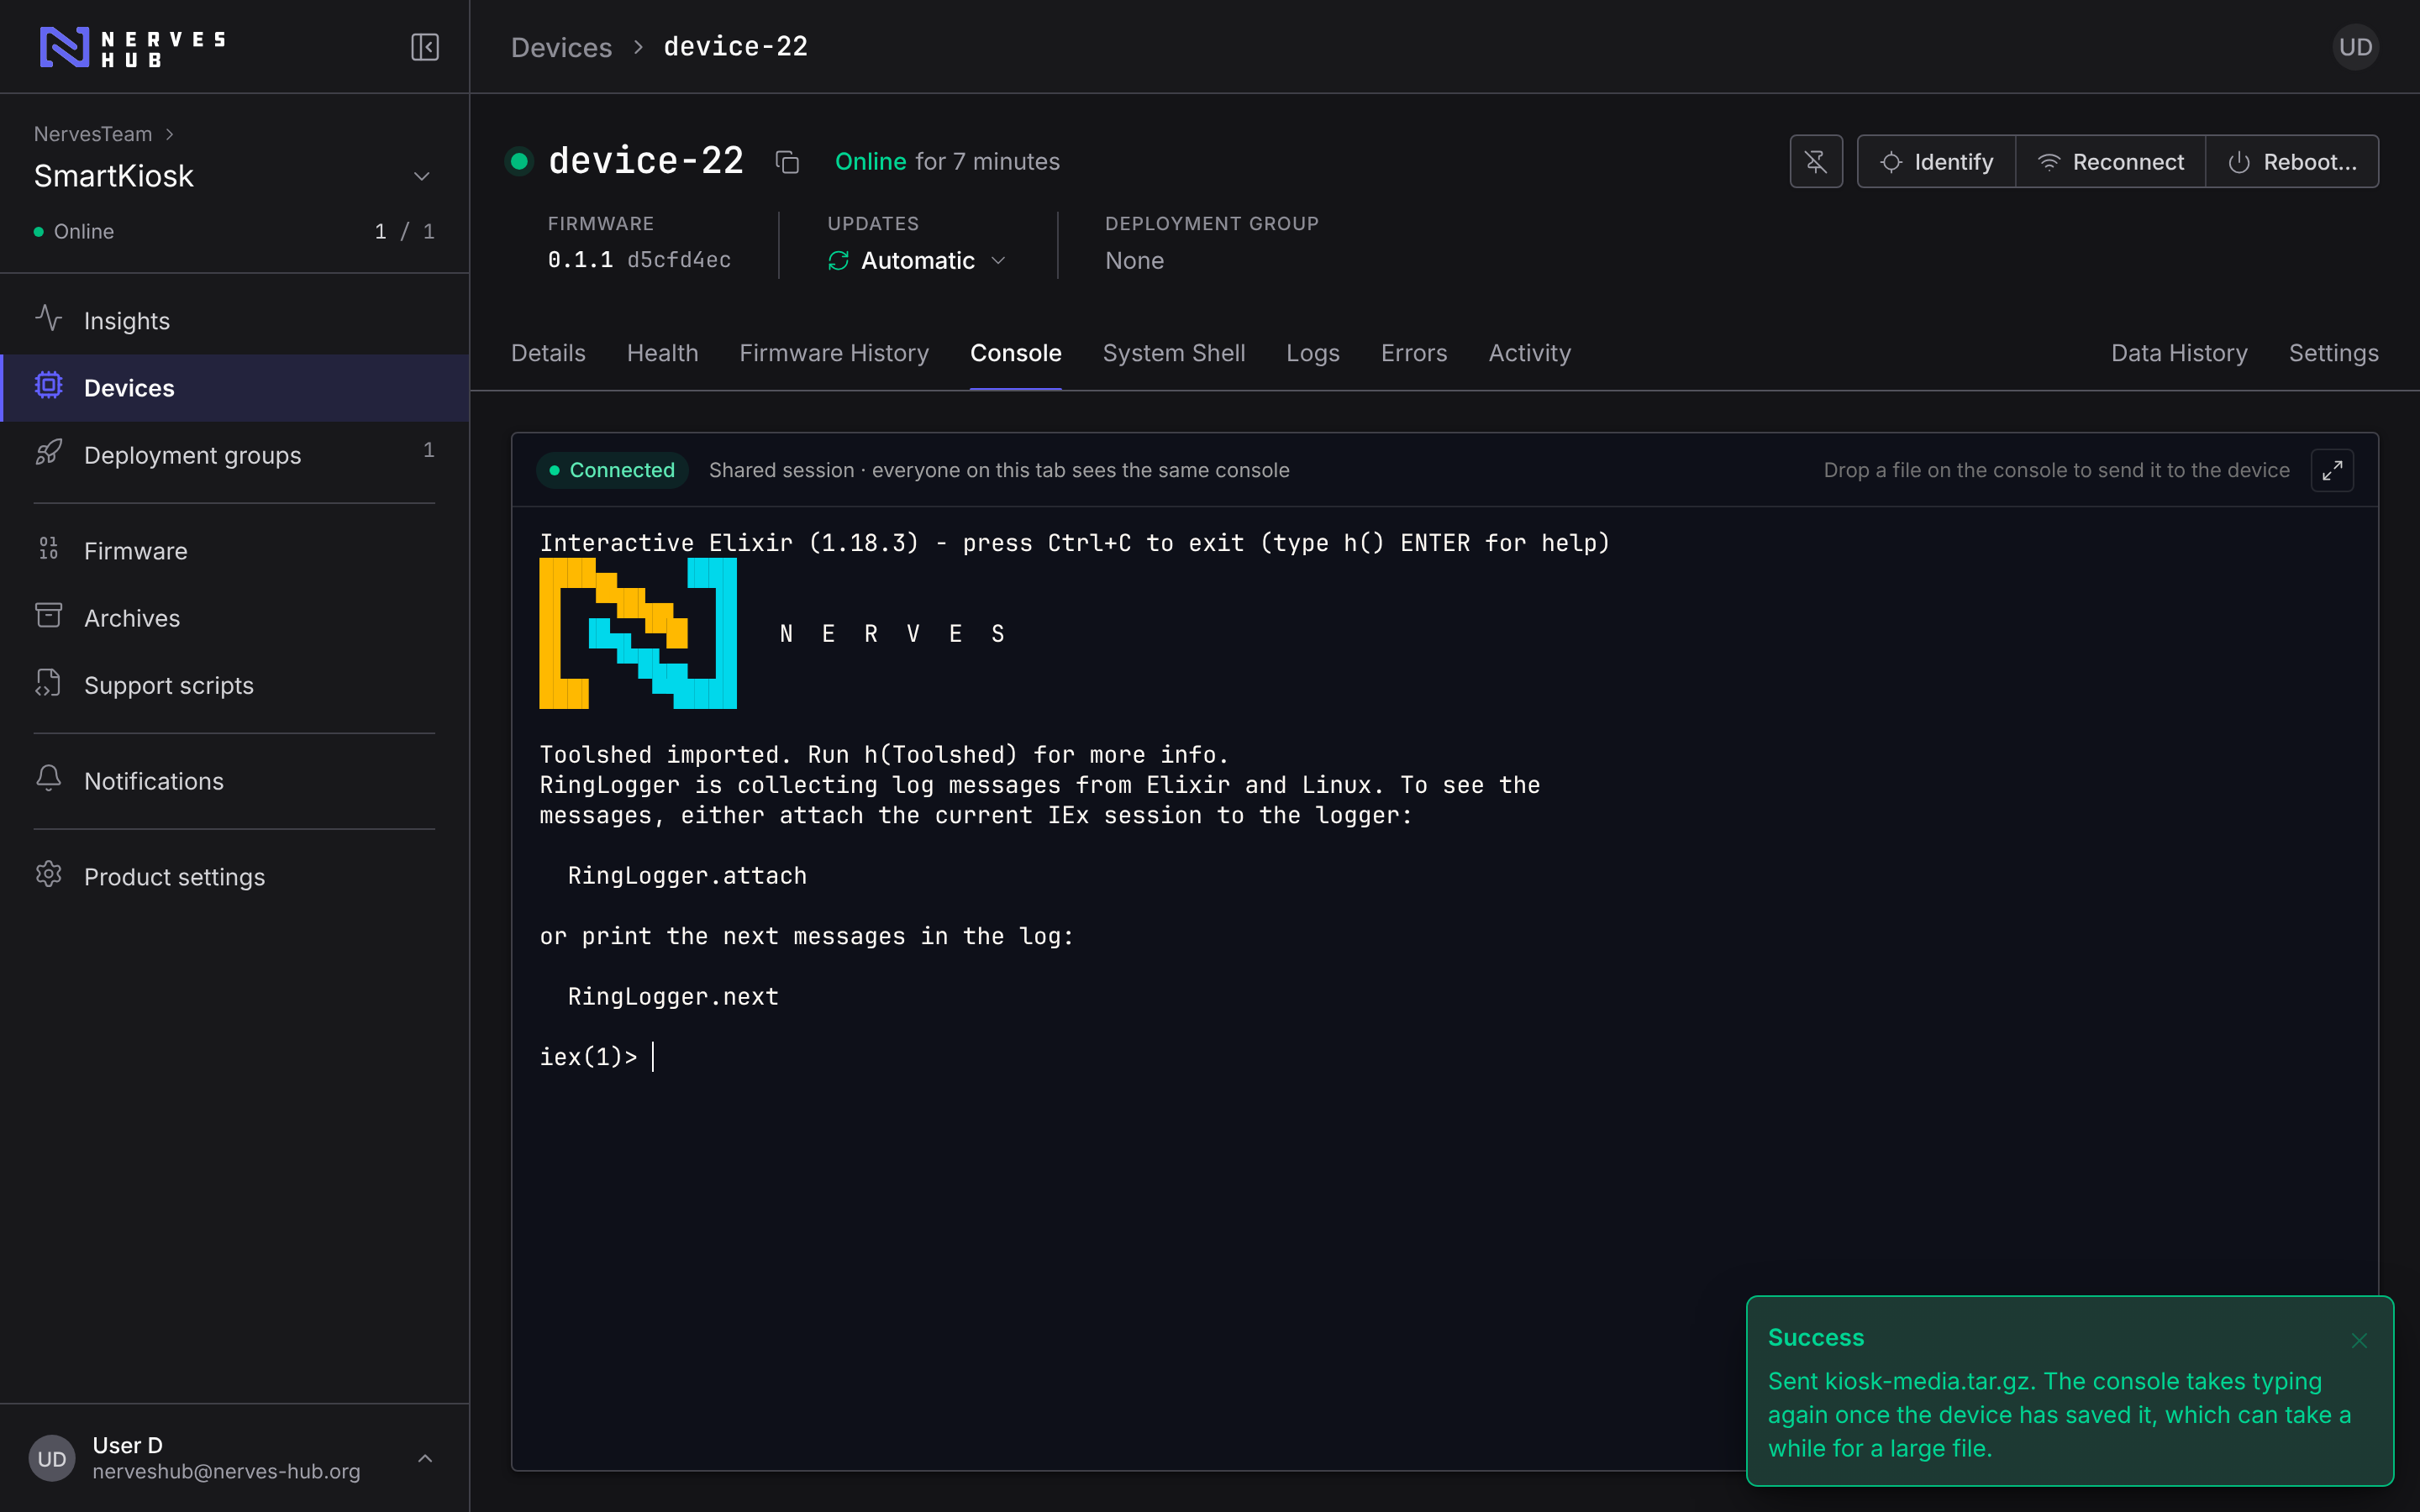 NERVES
HUB
Devices > device-22
UD
NervesTeam >
SmartKiosk
Online 1 / 1
Insights
Devices
Deployment groups 1
Firmware
Archives
Support scripts
Notifications
Product settings
User D
nerveshub@nerves-hub.org
UD
device-22 Online for 7 minutes
Identify Reconnect Reboot...
FIRMWARE UPDATES DEPLOYMENT GROUP
0.1.1 d5cfd4ec Automatic None
Details Health Firmware History Console System Shell Logs Errors Activity Data History Settings
Connected Shared session · everyone on this tab sees the same console Drop a file on the console to send it to the device
Interactive Elixir (1.18.3) - press Ctrl+C to exit (type h() ENTER for help)
N E R V E S
Toolshed imported. Run h(Toolshed) for more info.
RingLogger is collecting log messages from Elixir and Linux. To see the
messages, either attach the current IEx session to the logger:
RingLogger.attach
or print the next messages in the log:
RingLogger.next
iex(1)>
Success
Sent kiosk-media.tar.gz. The console takes typing
again once the device has saved it, which can take a
while for a large file.